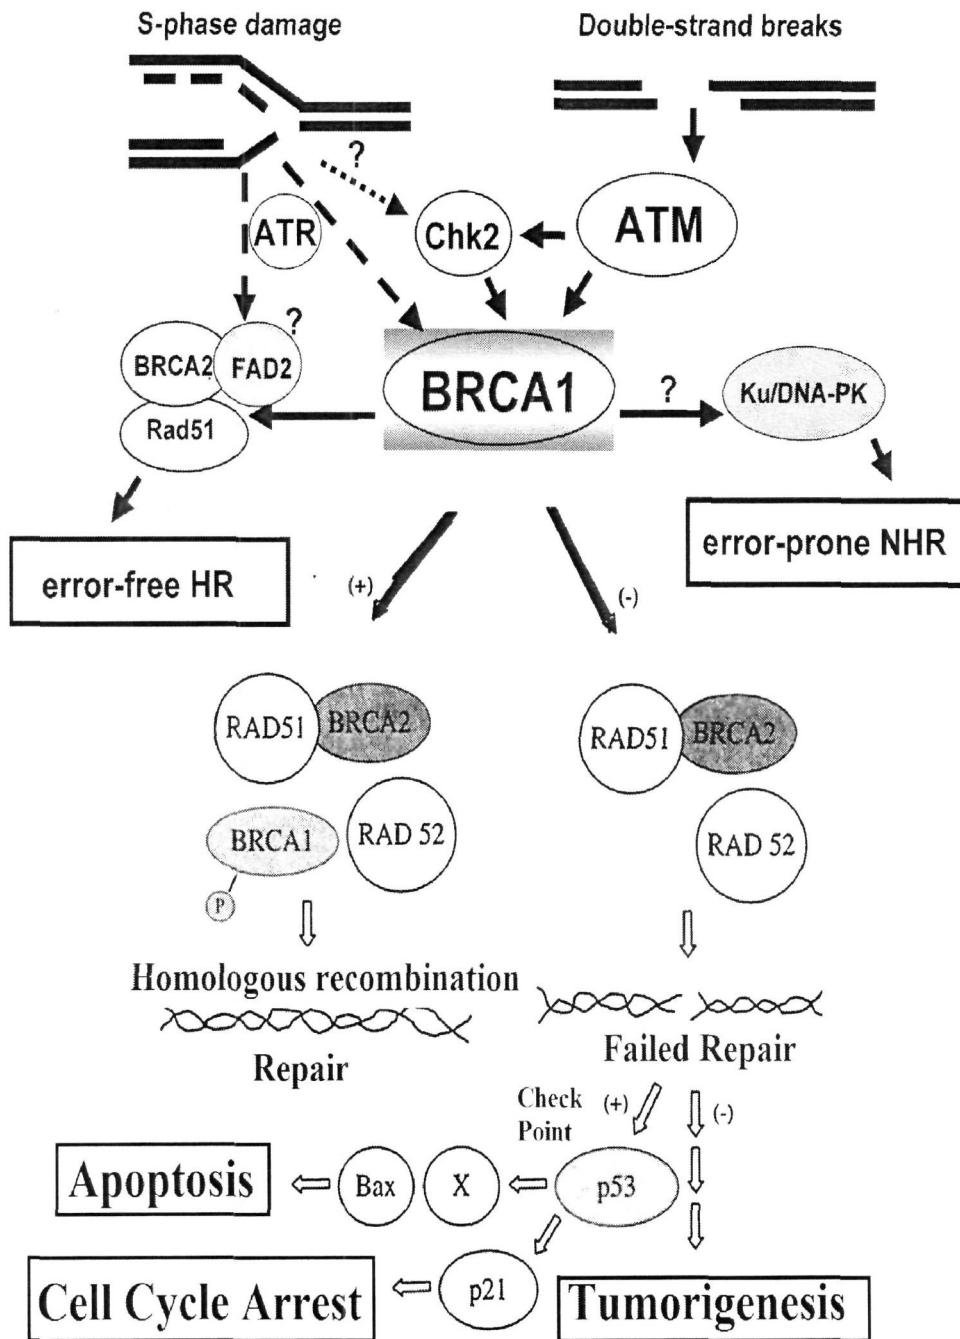 S-phase damage
Double-strand breaks
?
ATR
Chk2
ATM
?
BRCA2
FAD2
Rad51
BRCA1
?
Ku/DNA-PK
error-free HR
error-prone NHR
(+)
(-)
RAD51
BRCA2
RAD51
BRCA2
BRCA1
RAD 52
RAD 52
P
Homologous recombination
Repair
Failed Repair
Check
Point
(+)
(-)
Apoptosis
Bax
X
p53
Cell Cycle Arrest
p21
Tumorigenesis